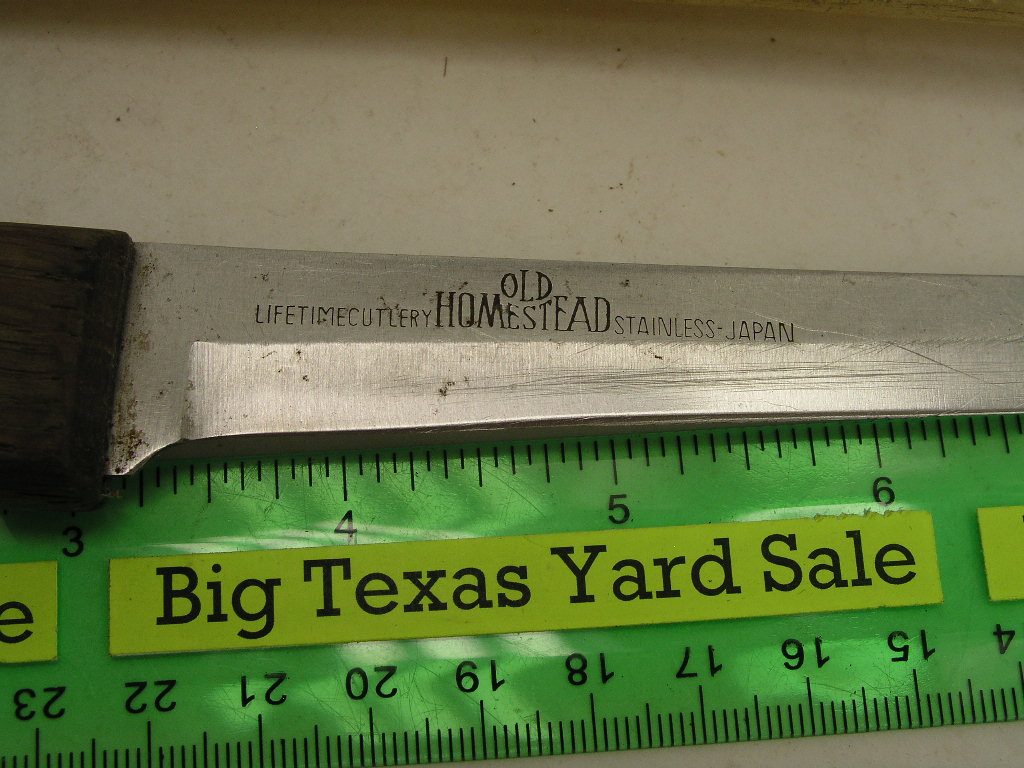 OLD
LIFETIMECUTLERY HOMESTEAD STAINLESS-JAPAN
3 4 5 6
e Big Texas Yard Sale
23 22 21 20 19 18 17 16 15 14